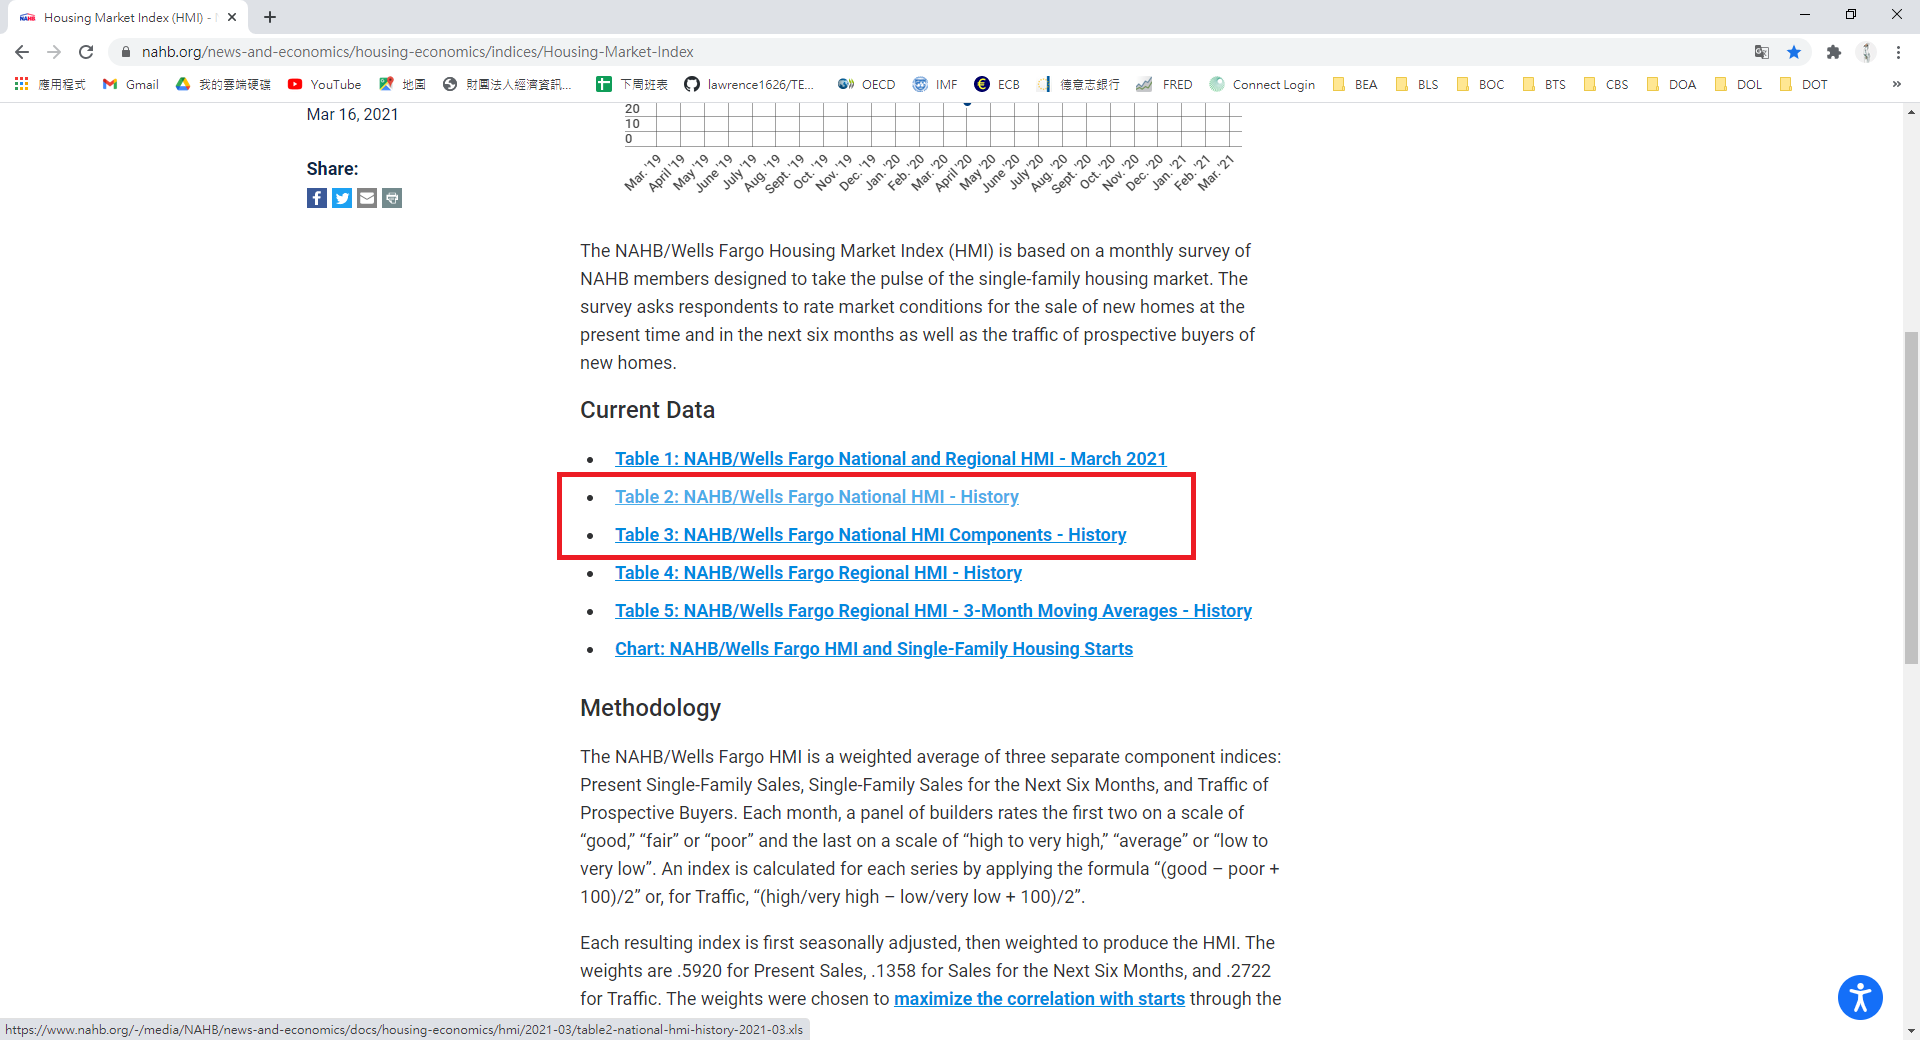 Housing Market Index (HMI) -
nahb.org/news-and-economics/housing-economics/indices/Housing-Market-Index
應用程式 Gmail 我的雲端硬碟 YouTube 地圖 財團法人經濟資訊... 下周班表 lawrence1626/TE... OECD IMF ECB 德意志銀行 FRED Connect Login BEA BLS BOC BTS CBS DOA DOL DOT »
Mar 16, 2021
Share:
20
10
0
Mar. '19 April '19 May '19 June '19 July '19 Aug. '19 Sept. '19 Oct. '19 Nov. '19 Dec. '19 Jan. '20 Feb. '20 Mar. '20 April '20 May '20 June '20 July '20 Aug. '20 Sept. '20 Oct. '20 Nov. '20 Dec. '20 Jan. '21 Feb. '21 Mar. '21
The NAHB/Wells Fargo Housing Market Index (HMI) is based on a monthly survey of
NAHB members designed to take the pulse of the single-family housing market. The
survey asks respondents to rate market conditions for the sale of new homes at the
present time and in the next six months as well as the traffic of prospective buyers of
new homes.
Current Data
• Table 1: NAHB/Wells Fargo National and Regional HMI - March 2021
• Table 2: NAHB/Wells Fargo National HMI - History
• Table 3: NAHB/Wells Fargo National HMI Components - History
• Table 4: NAHB/Wells Fargo Regional HMI - History
• Table 5: NAHB/Wells Fargo Regional HMI - 3-Month Moving Averages - History
• Chart: NAHB/Wells Fargo HMI and Single-Family Housing Starts
Methodology
The NAHB/Wells Fargo HMI is a weighted average of three separate component indices:
Present Single-Family Sales, Single-Family Sales for the Next Six Months, and Traffic of
Prospective Buyers. Each month, a panel of builders rates the first two on a scale of
“good,” “fair” or “poor” and the last on a scale of “high to very high,” “average” or “low to
very low”. An index is calculated for each series by applying the formula “(good – poor +
100)/2” or, for Traffic, “(high/very high – low/very low + 100)/2”.
Each resulting index is first seasonally adjusted, then weighted to produce the HMI. The
weights are .5920 for Present Sales, .1358 for Sales for the Next Six Months, and .2722
for Traffic. The weights were chosen to maximize the correlation with starts through the
https://www.nahb.org/-/media/NAHB/news-and-economics/docs/housing-economics/hmi/2021-03/table2-national-hmi-history-2021-03.xls